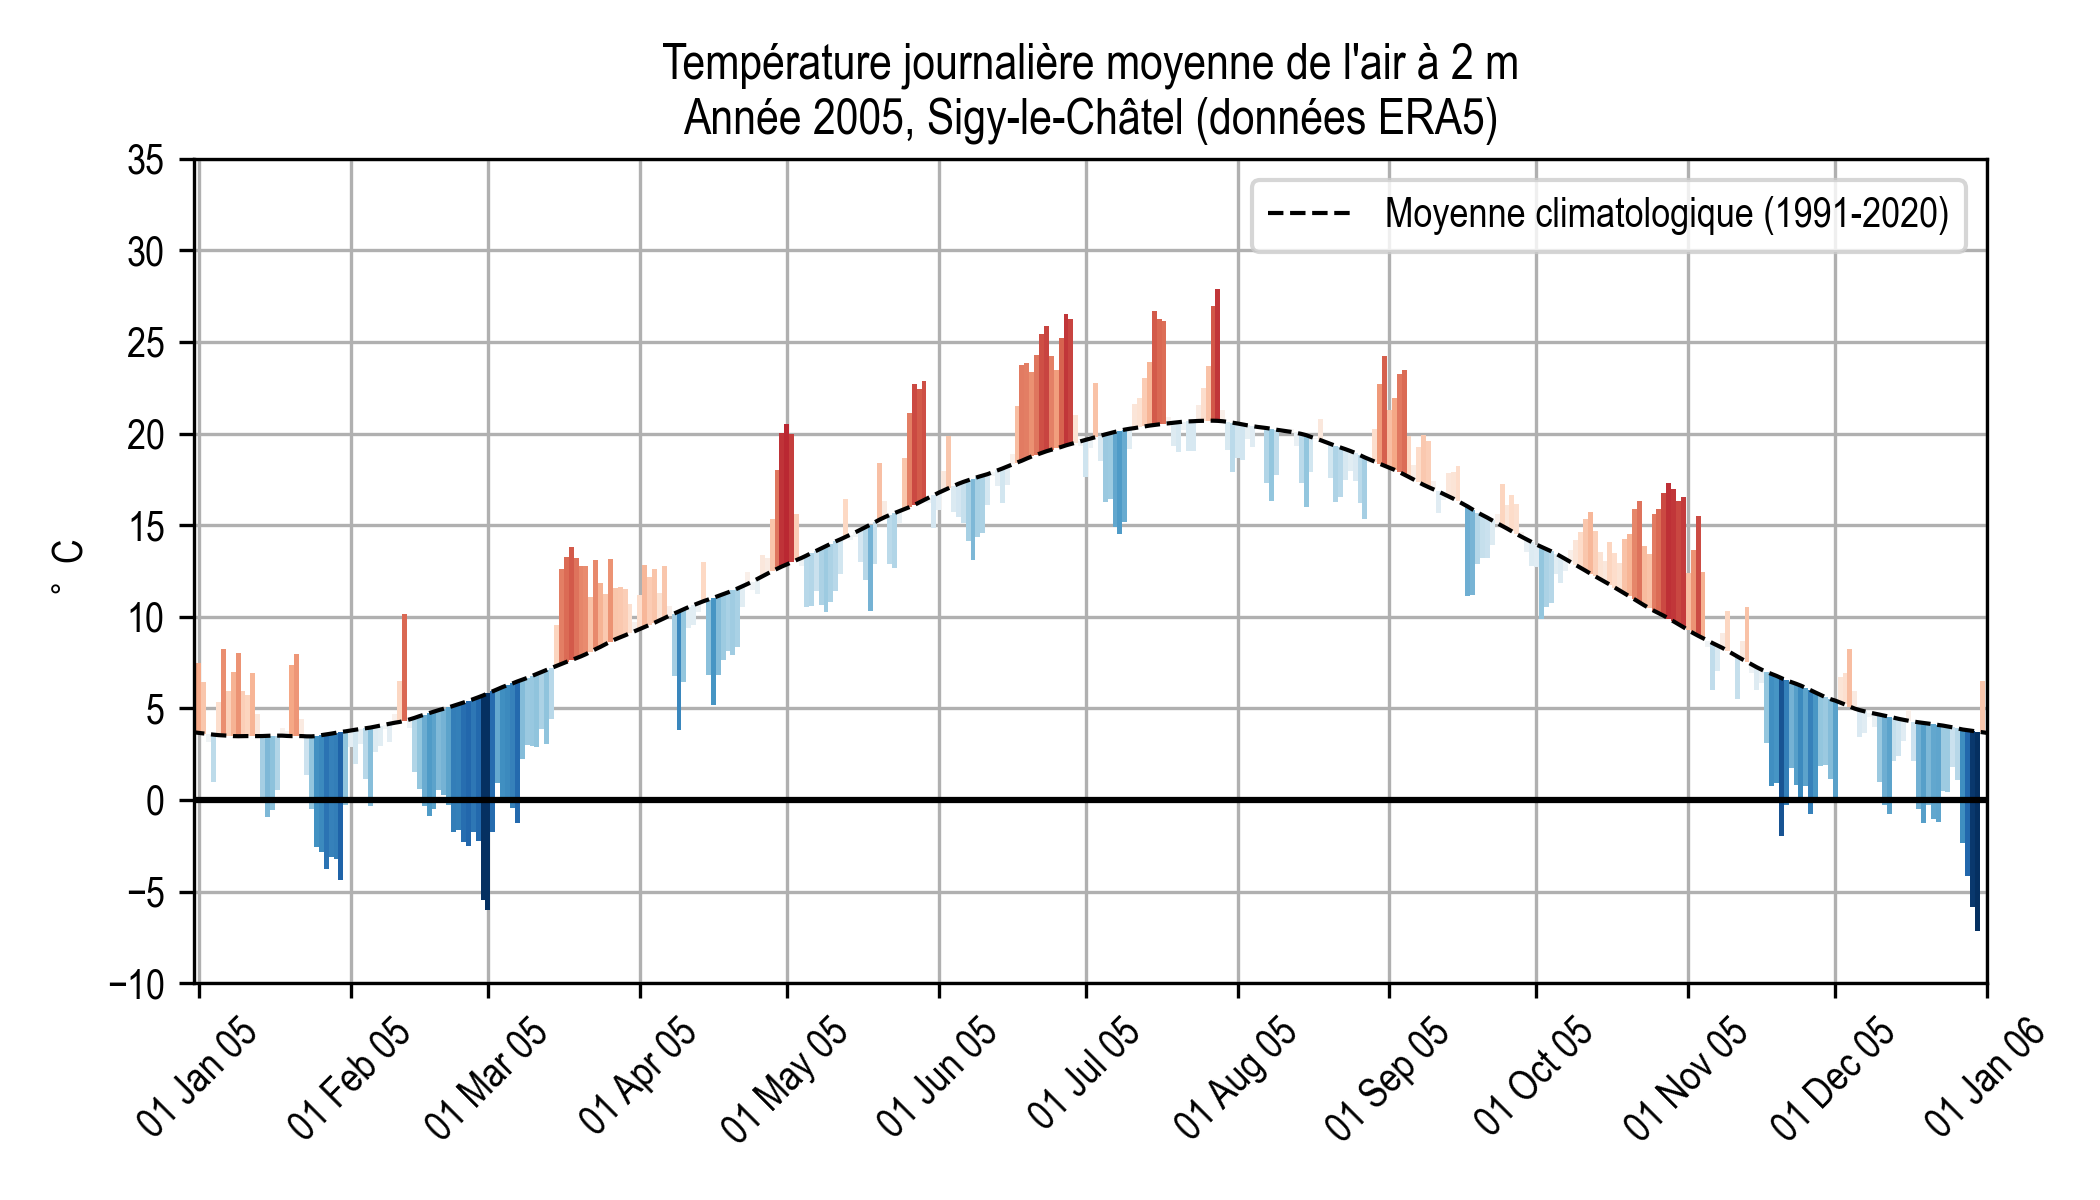 Température journalière moyenne de l'air à 2 m
Année 2005, Sigy-le-Châtel (données ERA5)
Moyenne climatologique (1991-2020)
35
30
25
20
15
10
5
0
−5
−10
° C
01 Jan 05
01 Feb 05
01 Mar 05
01 Apr 05
01 May 05
01 Jun 05
01 Jul 05
01 Aug 05
01 Sep 05
01 Oct 05
01 Nov 05
01 Dec 05
01 Jan 06